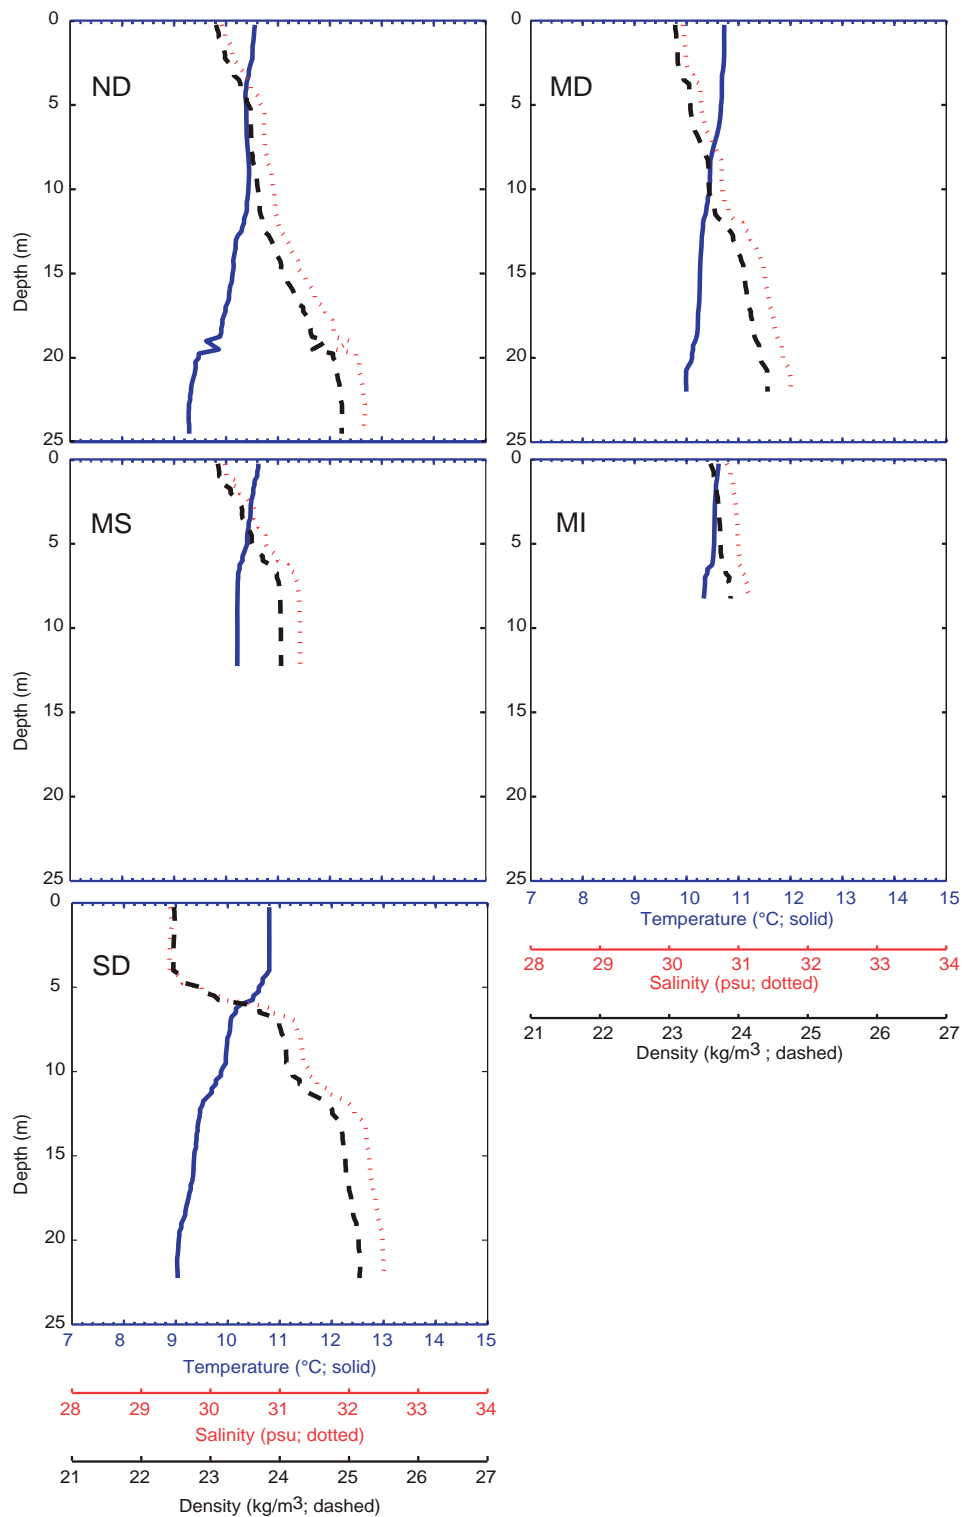 0
5
10
15
20
25
Depth (m)
ND
0
5
10
15
20
25
MD
0
5
10
15
20
25
Depth (m)
MS
0
5
10
15
20
25
MI
7 8 9 10 11 12 13 14 15
Temperature (°C; solid)
28 29 30 31 32 33 34
Salinity (psu; dotted)
21 22 23 24 25 26 27
Density (kg/m3 ; dashed)
0
5
10
15
20
25
Depth (m)
SD
7 8 9 10 11 12 13 14 15
Temperature (°C; solid)
28 29 30 31 32 33 34
Salinity (psu; dotted)
21 22 23 24 25 26 27
Density (kg/m3; dashed)